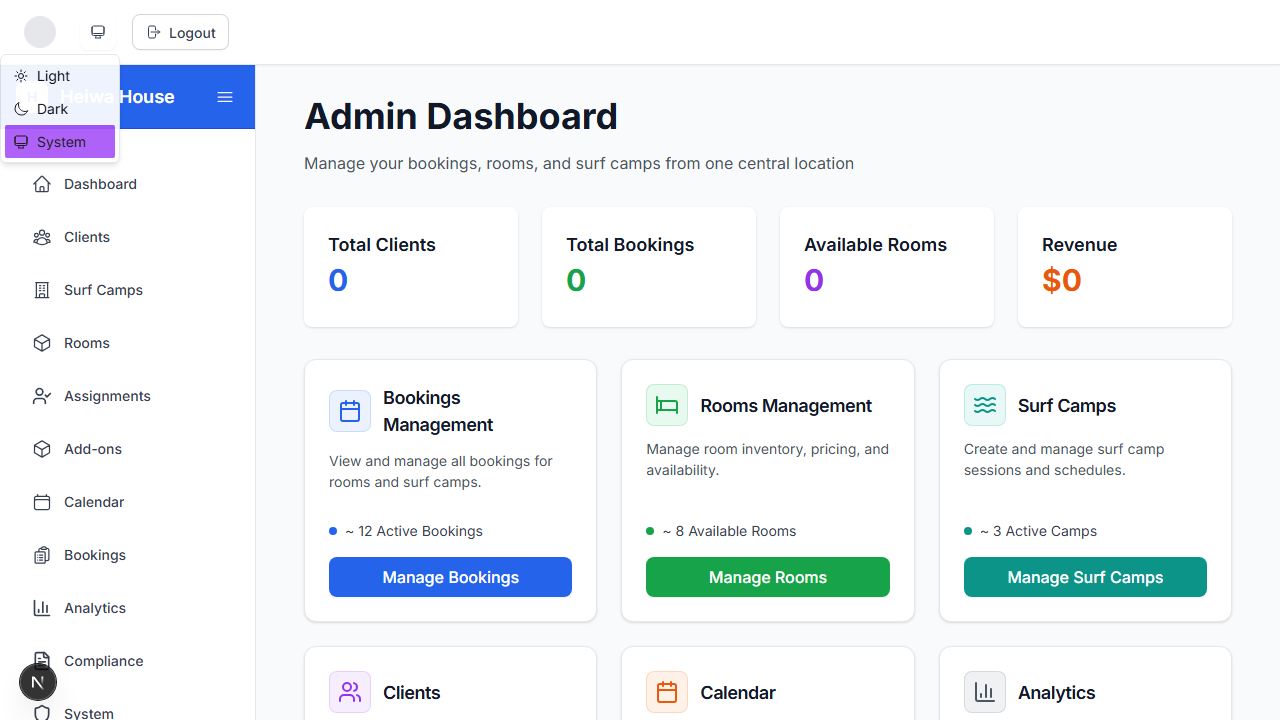 Logout
Light
Dark
System
Heiwa House
Dashboard
Clients
Surf Camps
Rooms
Assignments
Add-ons
Calendar
Bookings
Analytics
Compliance
N
System
Admin Dashboard
Manage your bookings, rooms, and surf camps from one central location
Total Clients
0
Total Bookings
0
Available Rooms
0
Revenue
$0
Bookings
Management
View and manage all bookings for
rooms and surf camps.
~ 12 Active Bookings
Manage Bookings
Rooms Management
Manage room inventory, pricing, and
availability.
~ 8 Available Rooms
Manage Rooms
Surf Camps
Create and manage surf camp
sessions and schedules.
~ 3 Active Camps
Manage Surf Camps
Clients
Calendar
Analytics